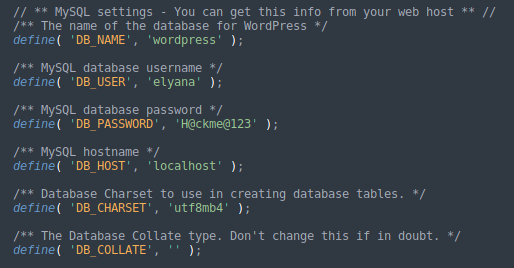 // ** MySQL settings - You can get this info from your web host ** //
/** The name of the database for WordPress */
define( 'DB_NAME', 'wordpress' );
/** MySQL database username */
define( 'DB_USER', 'elyana' );
/** MySQL database password */
define( 'DB_PASSWORD', 'H@ckme@123' );
/** MySQL hostname */
define( 'DB_HOST', 'localhost' );
/** Database Charset to use in creating database tables. */
define( 'DB_CHARSET', 'utf8mb4' );
/** The Database Collate type. Don't change this if in doubt. */
define( 'DB_COLLATE', '' );